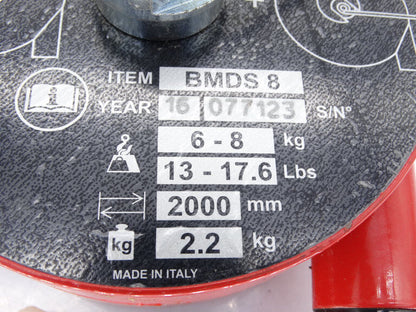 ITEM BMDS 8
YEAR 16 077123 S/N°
6 - 8 kg
13 - 17.6 Lbs
2000 mm
kg 2.2 kg
MADE IN ITALY